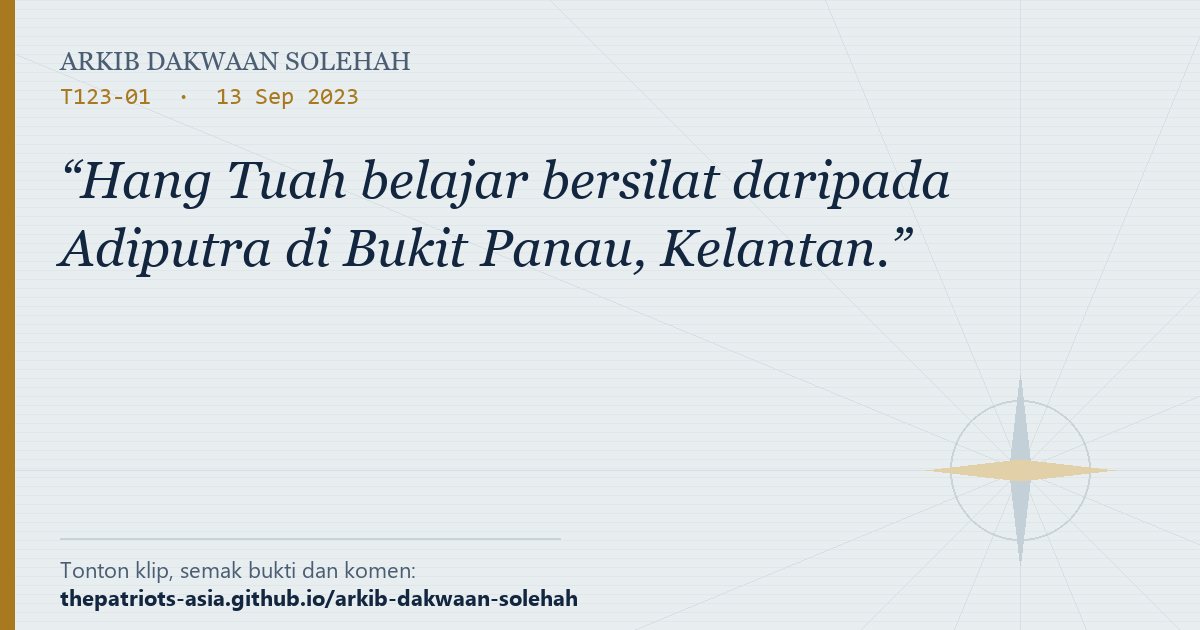 ARKIB DAKWAAN SOLEHAH
T123-01 · 13 Sep 2023
“Hang Tuah belajar bersilat daripada
Adiputra di Bukit Panau, Kelantan.”
Tonton klip, semak bukti dan komen:
thepatriots-asia.github.io/arkib-dakwaan-solehah